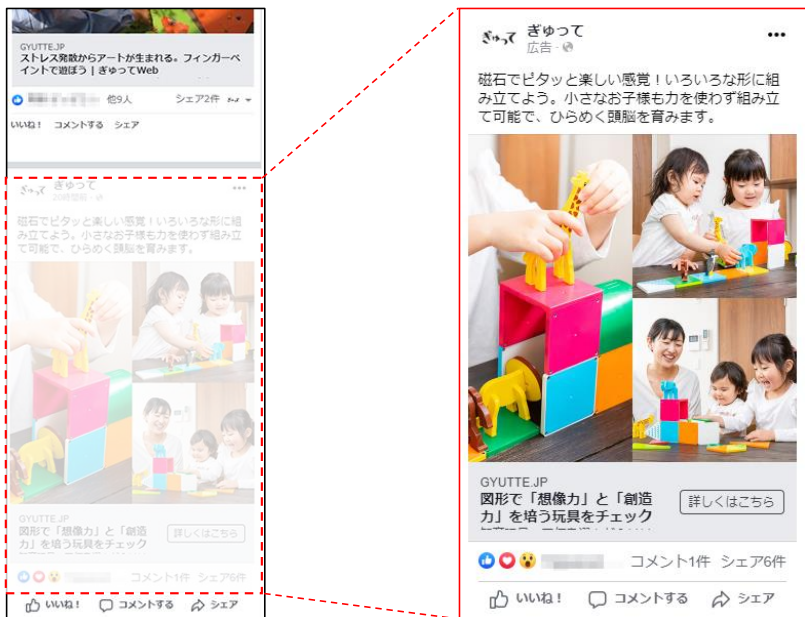 GYUTTE.JP
ストレス発散からアートが生まれる。フィンガーペ
イントで遊ぼう | ぎゅってWeb
他9人
シェア2件
いいね! コメントする シェア
ぎゅって ぎゅって
20時間前
磁石でピタッと楽しい感覚!いろいろな形に組
み立てよう。小さなお子様も力を使わず組み立
て可能で、ひらめく頭脳を育みます。
GYUTTE.JP
図形で「想像力」と「創造
力」を培う玩具をチェック
詳しくはこちら
コメント1件 シェア6件
いいね! コメントする シェア
ぎゅって ぎゅって
広告
磁石でピタッと楽しい感覚!いろいろな形に組
み立てよう。小さなお子様も力を使わず組み立
て可能で、ひらめく頭脳を育みます。
GYUTTE.JP
図形で「想像力」と「創造
力」を培う玩具をチェック
詳しくはこちら
コメント1件 シェア6件
いいね! コメントする シェア